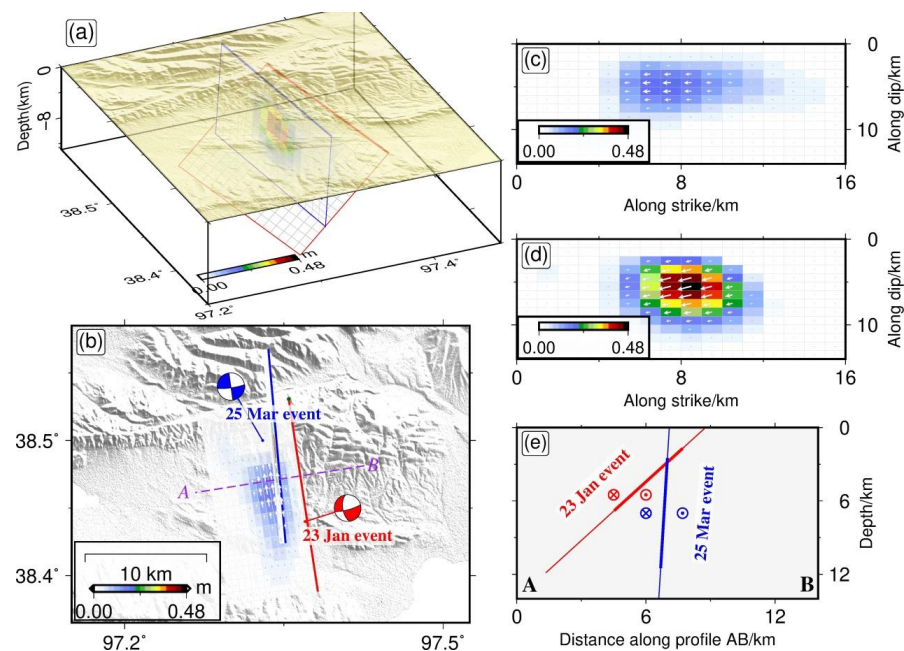 (a)
0
-8
Depth(km)
38.5°
38.4°
97.2°
97.4°
m
0.00
0.48
(b)
25 Mar event
A
B
23 Jan event
10 km
m
0.00
0.48
38.5°
38.4°
97.2°
97.5°
(c)
0.00
0.48
0
10
Along dip/km
0
8
16
Along strike/km
(d)
0.00
0.48
0
10
Along dip/km
0
8
16
Along strike/km
(e)
23 Jan event
25 Mar event
A
B
0
6
12
Depth/km
0
6
12
Distance along profile AB/km